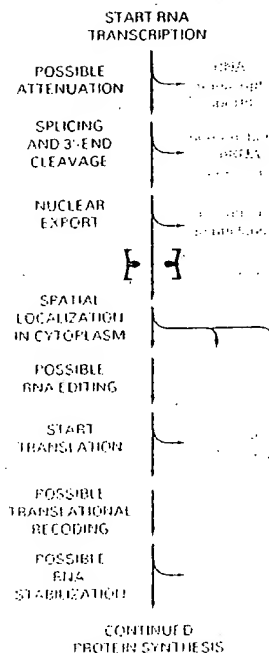 START RNA
TRANSCRIPTION
POSSIBLE
ATTENUATION
RNA
SPLICING
AND 3'-END
CLEAVAGE
NUCLEAR
EXPORT
SPATIAL
LOCALIZATION
IN CYTOPLASM
POSSIBLE
RNA EDITING
START
TRANSLATION
POSSIBLE
TRANSLATIONAL
RECODING
POSSIBLE
RNA
STABILIZATION
CONTINUED
PROTEIN SYNTHESIS